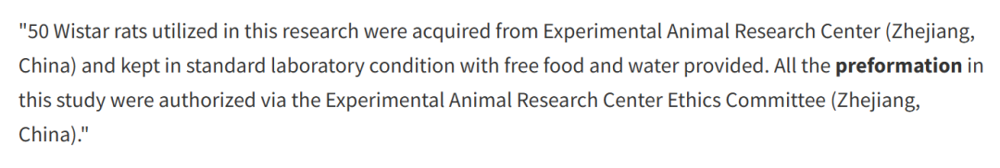 "50 Wistar rats utilized in this research were acquired from Experimental Animal Research Center (Zhejiang,
China) and kept in standard laboratory condition with free food and water provided. All the preformation in
this study were authorized via the Experimental Animal Research Center Ethics Committee (Zhejiang,
China)."